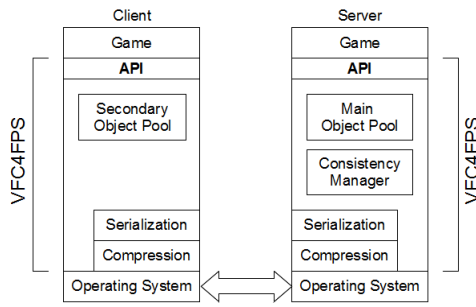 Client
Server
Game
Game
API
API
VFC4FPS
Secondary
Object Pool
Main
Object Pool
Consistency
Manager
VFC4FPS
Serialization
Serialization
Compression
Compression
Operating System
Operating System